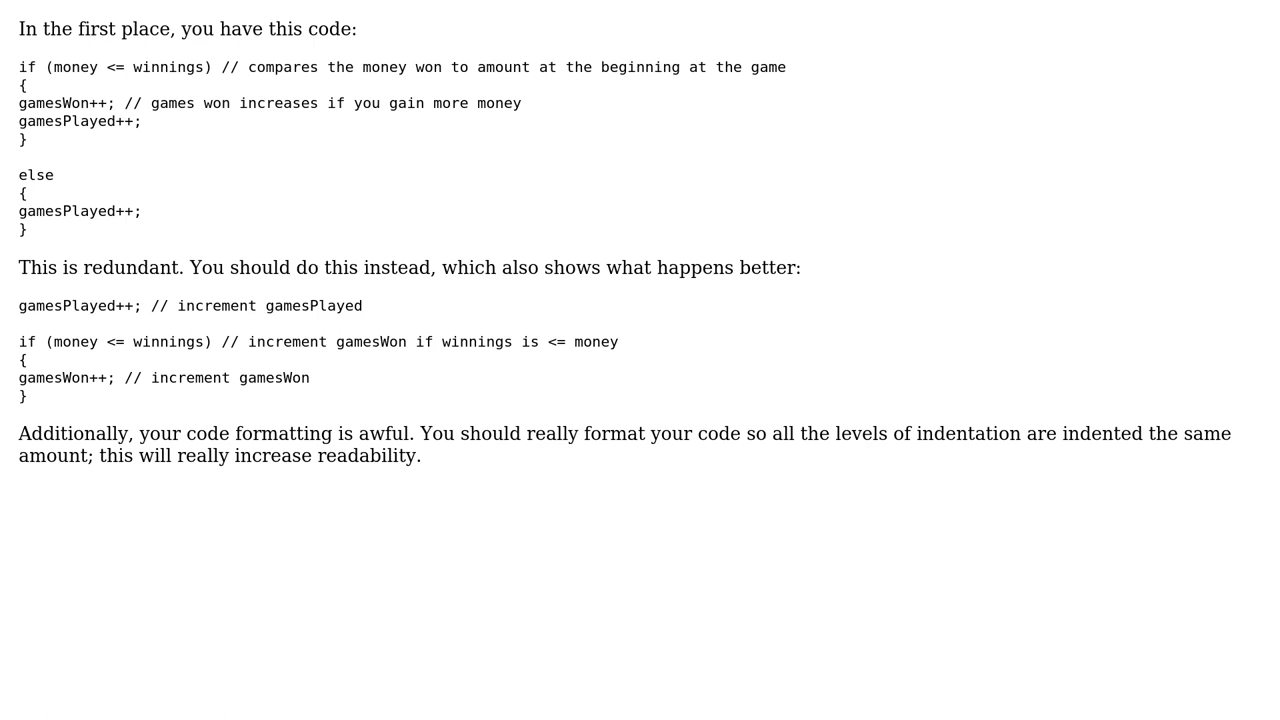 In the first place, you have this code:
if (money <= winnings) // compares the money won to amount at the beginning at the game
{
gamesWon++; // games won increases if you gain more money
gamesPlayed++;
}
else
{
gamesPlayed++;
}
This is redundant. You should do this instead, which also shows what happens better:
gamesPlayed++; // increment gamesPlayed
if (money <= winnings) // increment gamesWon if winnings is <= money
{
gamesWon++; // increment gamesWon
}
Additionally, your code formatting is awful. You should really format your code so all the levels of indentation are indented the same
amount; this will really increase readability.